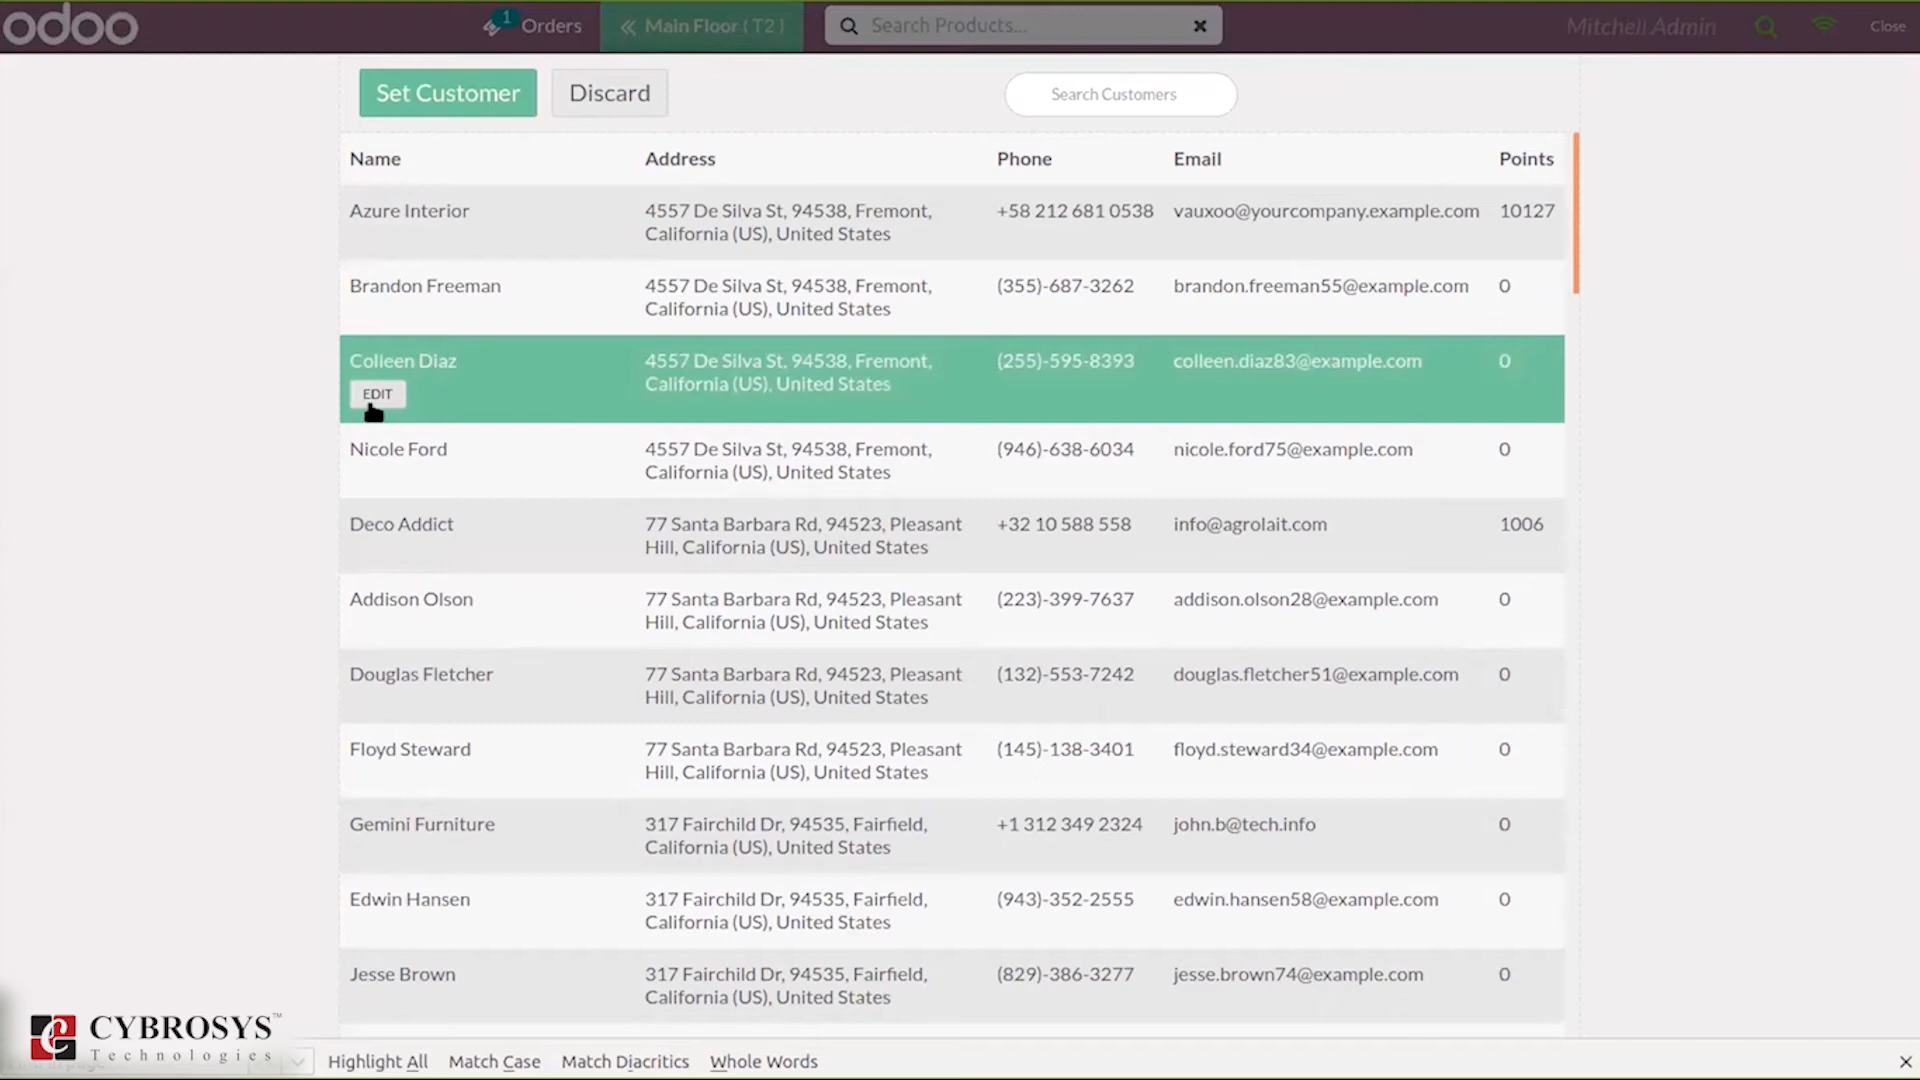 odoo
1
Orders
Main Floor ( T2 )
Search Products...
Mitchell Admin
Close
Set Customer
Discard
Search Customers
Name Address Phone Email Points
Azure Interior 4557 De Silva St, 94538, Fremont, +58 212 681 0538 vauxoo@yourcompany.example.com 10127
California (US), United States
Brandon Freeman 4557 De Silva St, 94538, Fremont, (355)-687-3262 brandon.freeman55@example.com 0
California (US), United States
Colleen Diaz 4557 De Silva St, 94538, Fremont, (255)-595-8393 colleen.diaz83@example.com 0
California (US), United States
EDIT
Nicole Ford 4557 De Silva St, 94538, Fremont, (946)-638-6034 nicole.ford75@example.com 0
California (US), United States
Deco Addict 77 Santa Barbara Rd, 94523, Pleasant +32 10 588 558 info@agrolait.com 1006
Hill, California (US), United States
Addison Olson 77 Santa Barbara Rd, 94523, Pleasant (223)-399-7637 addison.olson28@example.com 0
Hill, California (US), United States
Douglas Fletcher 77 Santa Barbara Rd, 94523, Pleasant (132)-553-7242 douglas.fletcher51@example.com 0
Hill, California (US), United States
Floyd Steward 77 Santa Barbara Rd, 94523, Pleasant (145)-138-3401 floyd.steward34@example.com 0
Hill, California (US), United States
Gemini Furniture 317 Fairchild Dr, 94535, Fairfield, +1 312 349 2324 john.b@tech.info 0
California (US), United States
Edwin Hansen 317 Fairchild Dr, 94535, Fairfield, (943)-352-2555 edwin.hansen58@example.com 0
California (US), United States
Jesse Brown 317 Fairchild Dr, 94535, Fairfield, (829)-386-3277 jesse.brown74@example.com 0
California (US), United States
CYBROSYS™
Technologies
Highlight All Match Case Match Diacritics Whole Words